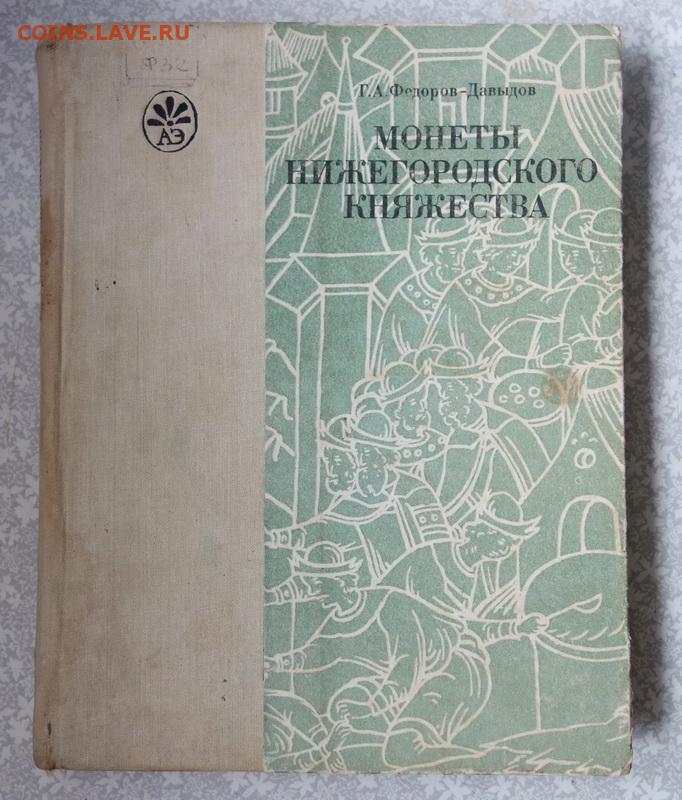 COINS.LAVE.RU
Ф32
АЭ
Г.А.Федоров-Давыдов
МОНЕТЫ
НИЖЕГОРОДСКОГО
КНЯЖЕСТВА